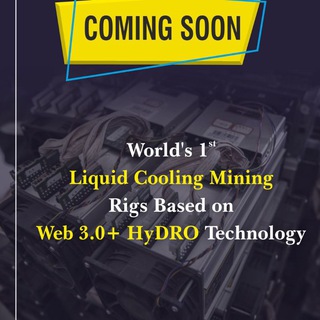 COMING SOON
World's 1st
Liquid Cooling Mining
Rigs Based on
Web 3.0+ HyDRO Technology